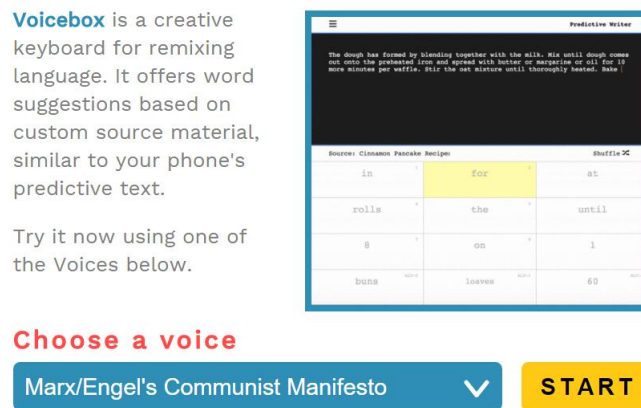 Voicebox is a creative
keyboard for remixing
language. It offers word
suggestions based on
custom source material,
similar to your phone's
predictive text.
Try it now using one of
the Voices below.
Predictive Writer
The dough has formed by blending together with the milk. Mix until dough comes
out onto the preheated iron and spread with butter or margarine or oil for 10
more minutes per waffle. Stir the oat mixture until thoroughly heated. Bake
Source: Cinnamon Pancake Recipes
Shuffle
in for at
rolls the until
8 on 1
buns loaves 60
Choose a voice
Marx/Engel's Communist Manifesto
START